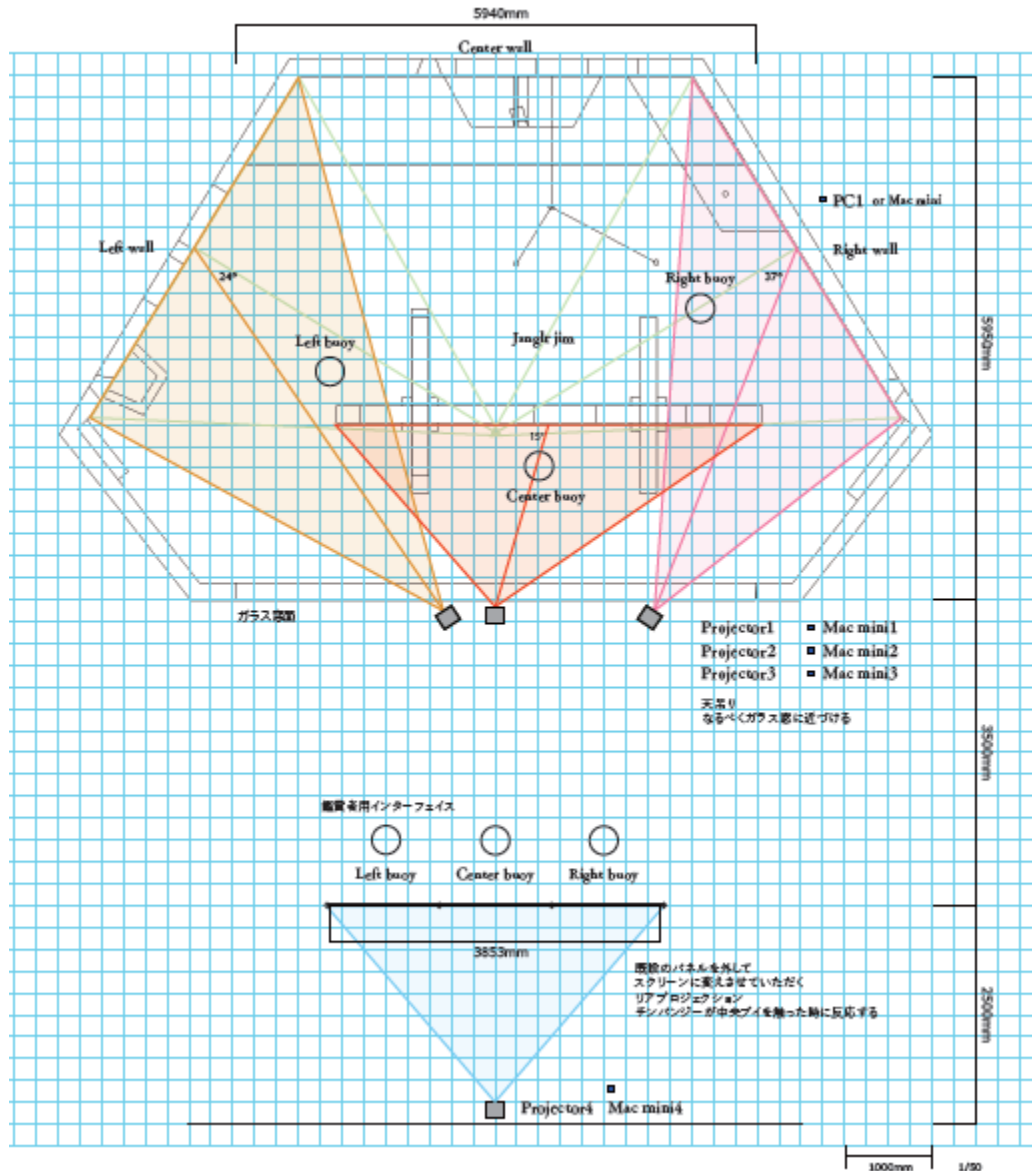 5940mm
Center wall
PC1 or Mac mini
Left wall
Right wall
24°
37°
Right buoy
Left buoy
Jangle jim
5950mm
15°
Center buoy
ガラス窓面
Projector1 Mac mini1
Projector2 Mac mini2
Projector3 Mac mini3
天吊り
なるべくガラス窓に近づける
3500mm
鑑賞者用インターフェイス
Left buoy Center buoy Right buoy
3853mm
既設のパネルを外して
スクリーンに変えさせていただく
リアプロジェクション
チンパンジーが中央ブイを触った時に反応する
2500mm
Projector4 Mac mini4
1000mm 1/50